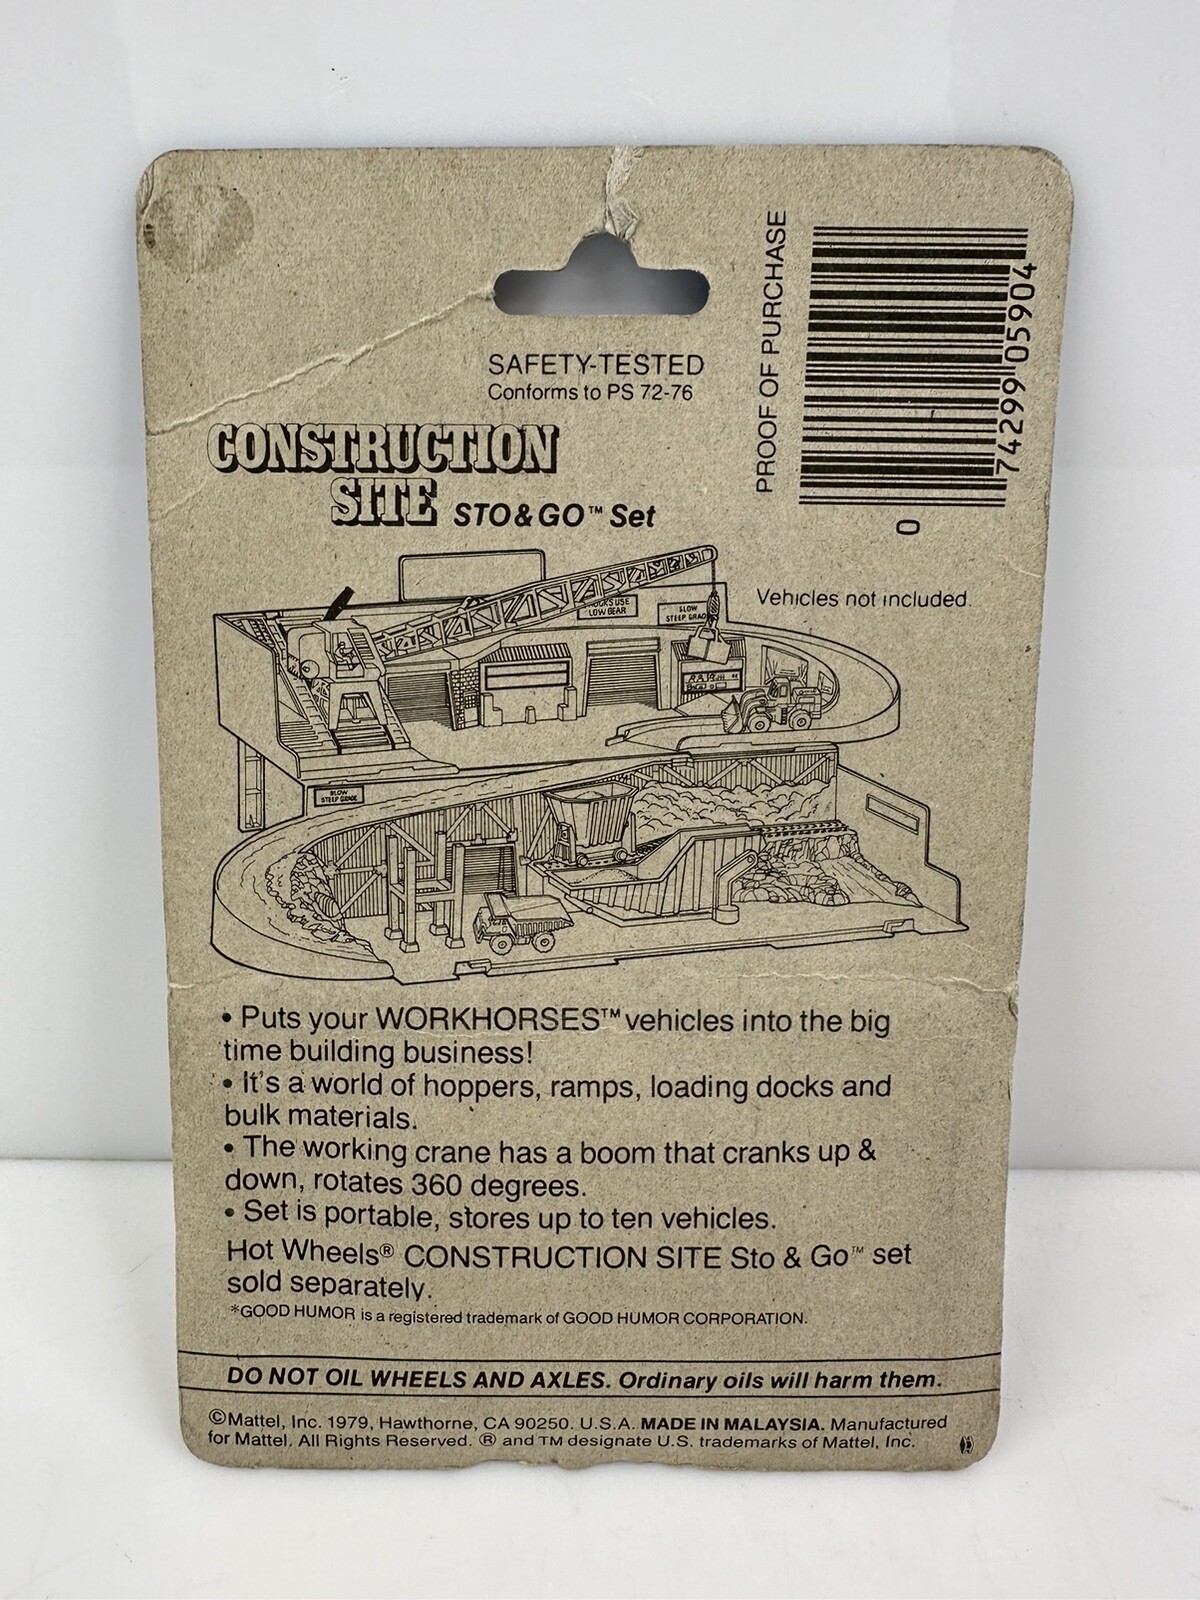 PROOF OF PURCHASE
74299 05904
0
SAFETY-TESTED
Conforms to PS 72-76
CONSTRUCTION
SITE STO&GO™ Set
Vehicles not included.
USE
LOW GEAR
SLOW
STEEP GRADE
SLOW
STEEP GRADE
• Puts your WORKHORSES™ vehicles into the big
time building business!
• It's a world of hoppers, ramps, loading docks and
bulk materials.
• The working crane has a boom that cranks up &
down, rotates 360 degrees.
• Set is portable, stores up to ten vehicles.
Hot Wheels® CONSTRUCTION SITE Sto & Go™ set
sold separately.
*GOOD HUMOR is a registered trademark of GOOD HUMOR CORPORATION.
DO NOT OIL WHEELS AND AXLES. Ordinary oils will harm them.
©Mattel, Inc. 1979, Hawthorne, CA 90250. U.S.A. MADE IN MALAYSIA. Manufactured
for Mattel. All Rights Reserved. ® and TM designate U.S. trademarks of Mattel, Inc.